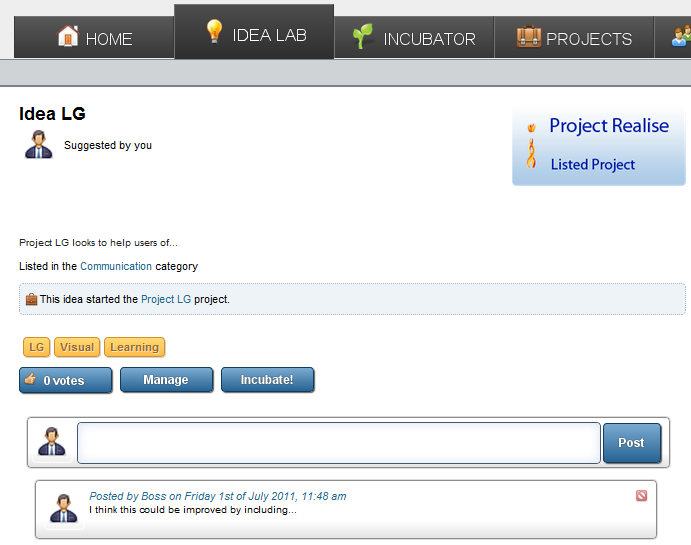 HOME
IDEA LAB
INCUBATOR
PROJECTS
Idea LG
Suggested by you
Project Realise
Listed Project
Project LG looks to help users of...
Listed in the Communication category
This idea started the Project LG project.
LG Visual Learning
0 votes Manage Incubate!
Post
Posted by Boss on Friday 1st of July 2011, 11:48 am
I think this could be improved by including...